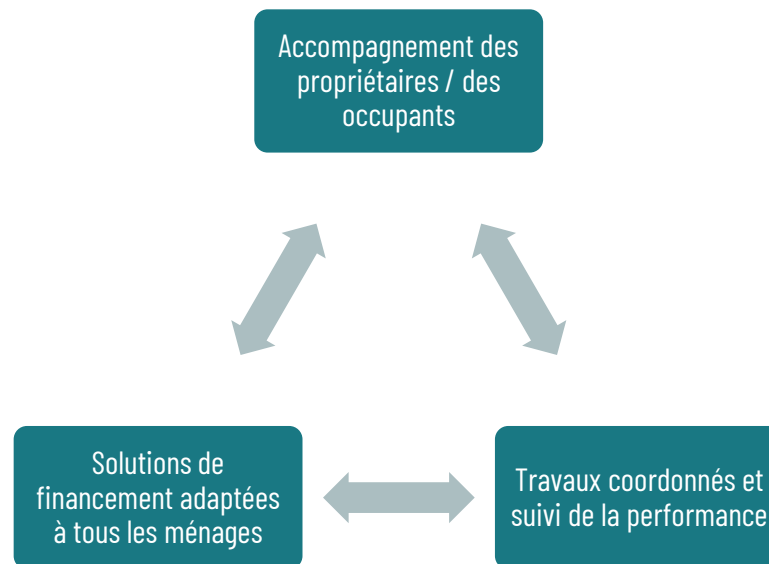 Accompagnement des
propriétaires / des
occupants
Solutions de
financement adaptées
à tous les ménages
Travaux coordonnés et
suivi de la performance